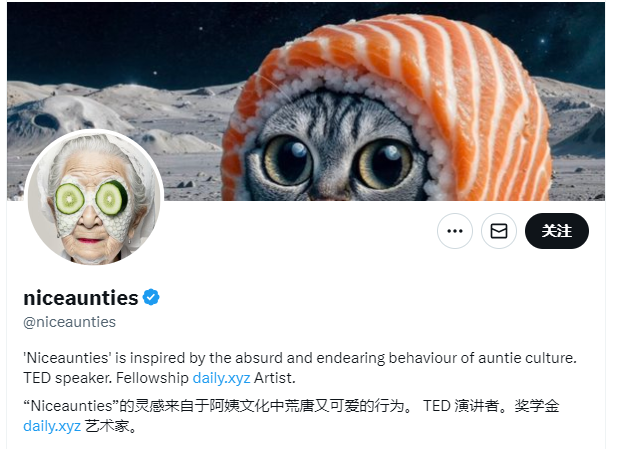 关注
niceaunties
@niceaunties
'Niceaunties' is inspired by the absurd and endearing behaviour of auntie culture.
TED speaker. Fellowship daily.xyz Artist.
“Niceaunties”的灵感来自于阿姨文化中荒唐又可爱的行为。 TED 演讲者。奖学金
daily.xyz 艺术家。